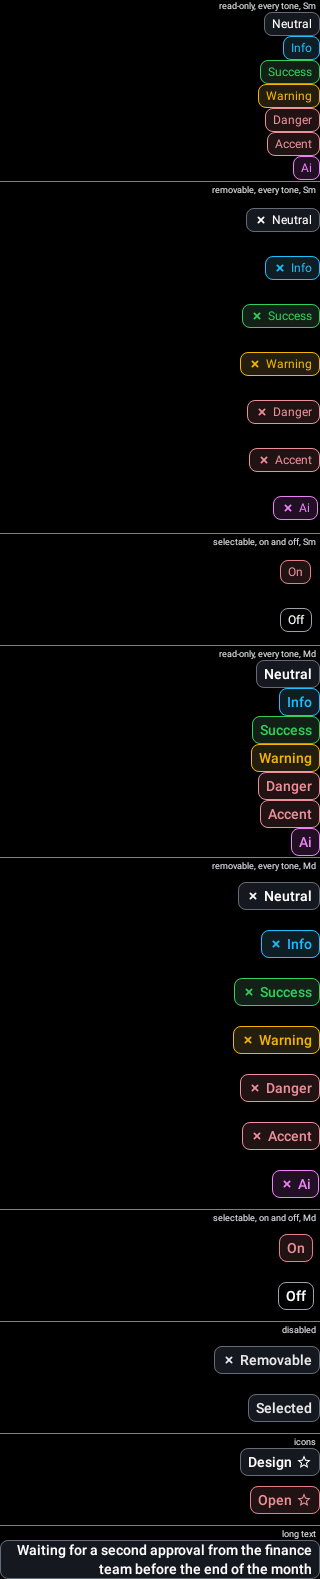 read-only, every tone, Sm
Neutral
Info
Success
Warning
Danger
Accent
Ai
removable, every tone, Sm
× Neutral
× Info
× Success
× Warning
× Danger
× Accent
× Ai
selectable, on and off, Sm
On
Off
read-only, every tone, Md
Neutral
Info
Success
Warning
Danger
Accent
Ai
removable, every tone, Md
× Neutral
× Info
× Success
× Warning
× Danger
× Accent
× Ai
selectable, on and off, Md
On
Off
disabled
× Removable
Selected
icons
Design ☆
Open ☆
long text
Waiting for a second approval from the finance
team before the end of the month